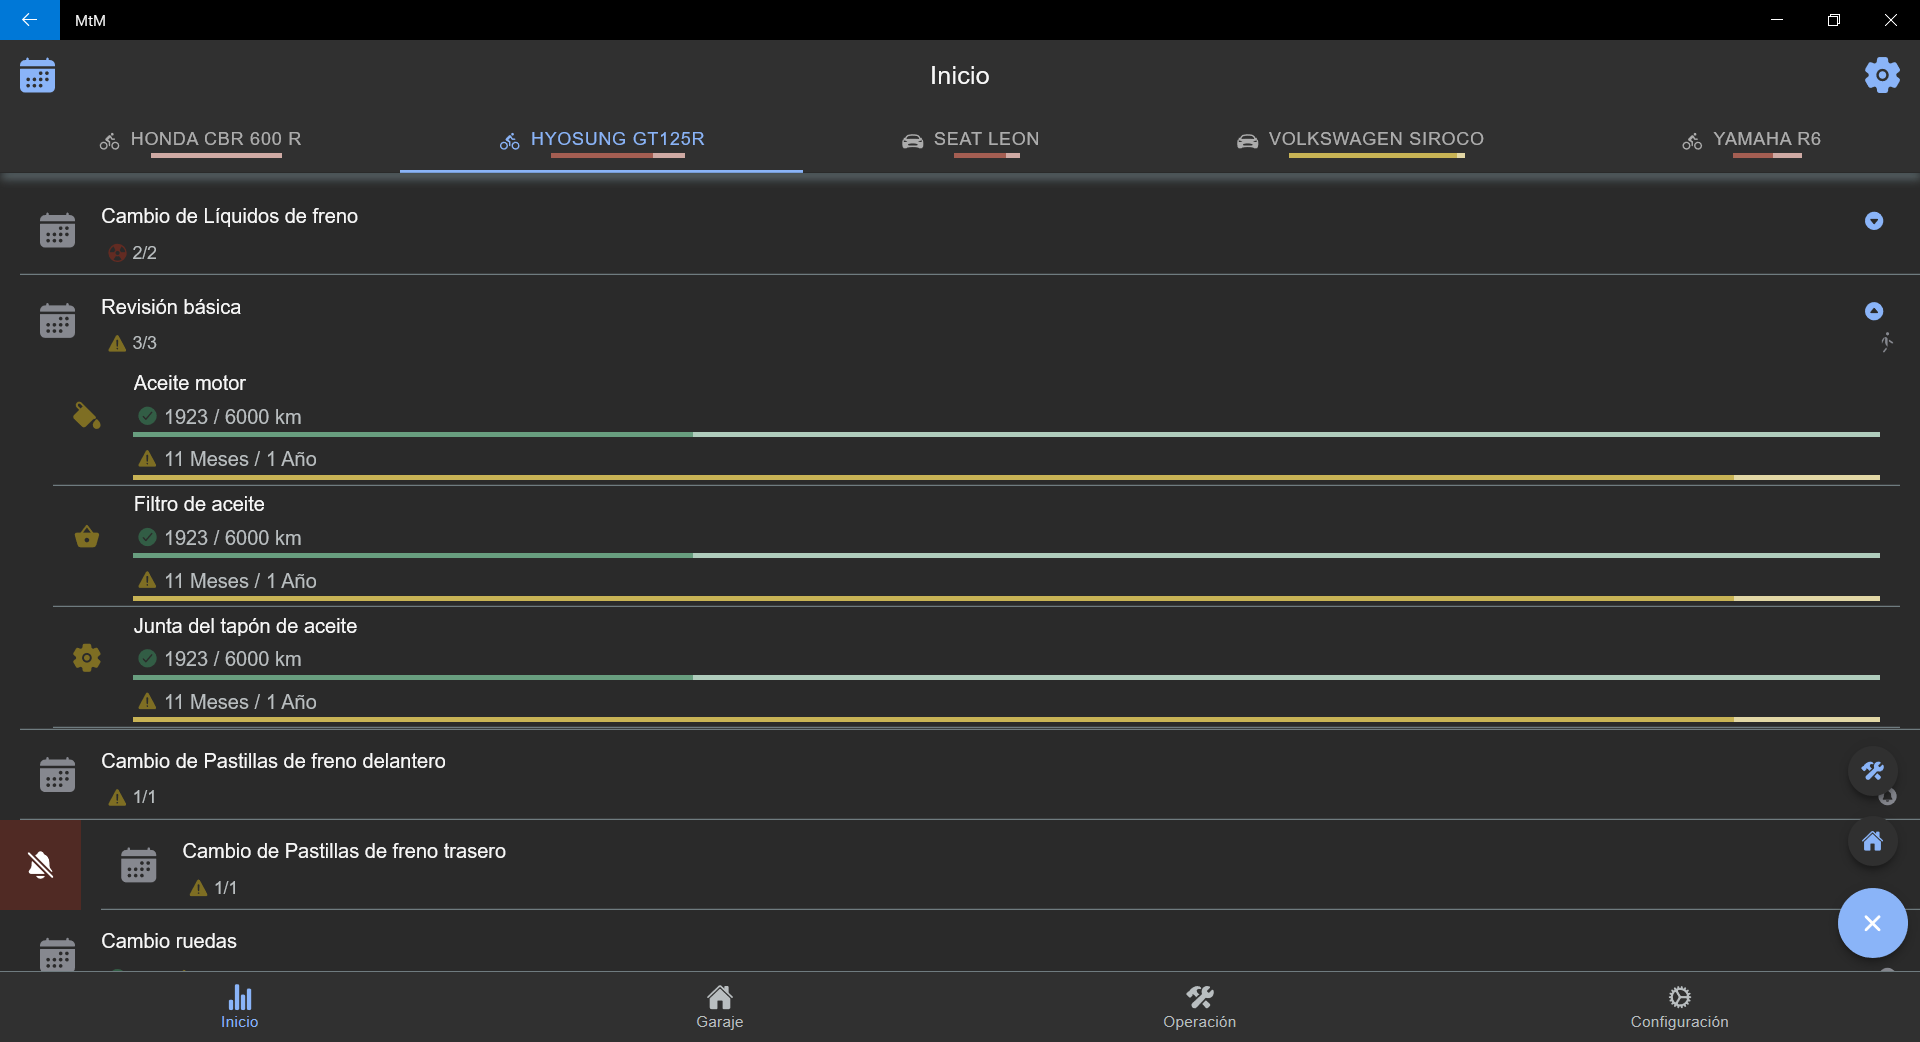 MtM
Inicio
HONDA CBR 600 R
HYOSUNG GT125R
SEAT LEON
VOLKSWAGEN SIROCO
YAMAHA R6
Cambio de Líquidos de freno
2/2
Revisión básica
3/3
Aceite motor
1923 / 6000 km
11 Meses / 1 Año
Filtro de aceite
1923 / 6000 km
11 Meses / 1 Año
Junta del tapón de aceite
1923 / 6000 km
11 Meses / 1 Año
Cambio de Pastillas de freno delantero
1/1
Cambio de Pastillas de freno trasero
1/1
Cambio ruedas
Inicio
Garaje
Operación
Configuración